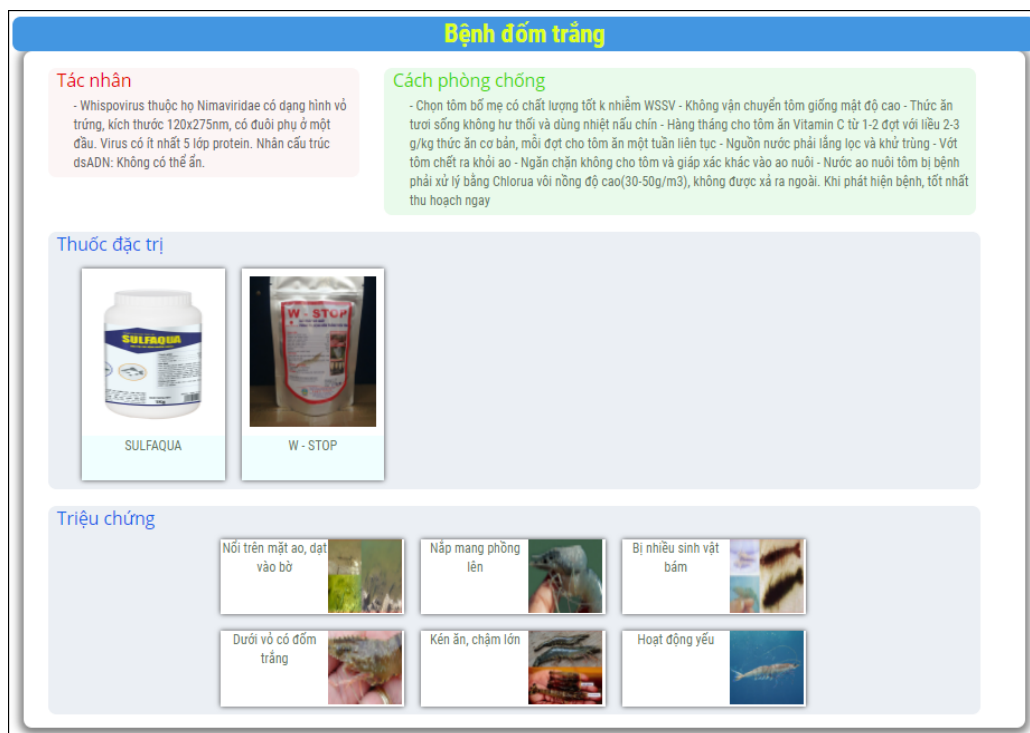 Bệnh đốm trắng
Tác nhân
- Whispovirus thuộc họ Nimaviridae có dạng hình vỏ
trứng, kích thước 120x275nm, có đuôi phụ ở một
đầu. Virus có ít nhất 5 lớp protein. Nhân cấu trúc
dsADN: Không có thể ẩn.
Cách phòng chống
- Chọn tôm bố mẹ có chất lượng tốt k nhiễm WSSV - Không vận chuyển tôm giống mật độ cao - Thức ăn
tươi sống không hư thối và dùng nhiệt nấu chín - Hàng tháng cho tôm ăn Vitamin C từ 1-2 đợt với liều 2-3
g/kg thức ăn cơ bản, mỗi đợt cho tôm ăn một tuần liên tục - Nguồn nước phải lắng lọc và khử trùng - Vớt
tôm chết ra khỏi ao - Ngăn chặn không cho tôm và giáp xác khác vào ao nuôi - Nước ao nuôi tôm bị bệnh
phải xử lý bằng Chlorua vôi nồng độ cao(30-50g/m3), không được xả ra ngoài. Khi phát hiện bệnh, tốt nhất
thu hoạch ngay
Thuốc đặc trị
SULFAQUA
W - STOP
SULFAQUA
W - STOP
Triệu chứng
Nổi trên mặt ao, dạt
vào bờ
Nắp mang phồng
lên
Bị nhiều sinh vật
bám
Dưới vỏ có đốm
trắng
Kén ăn, chậm lớn
Hoạt động yếu